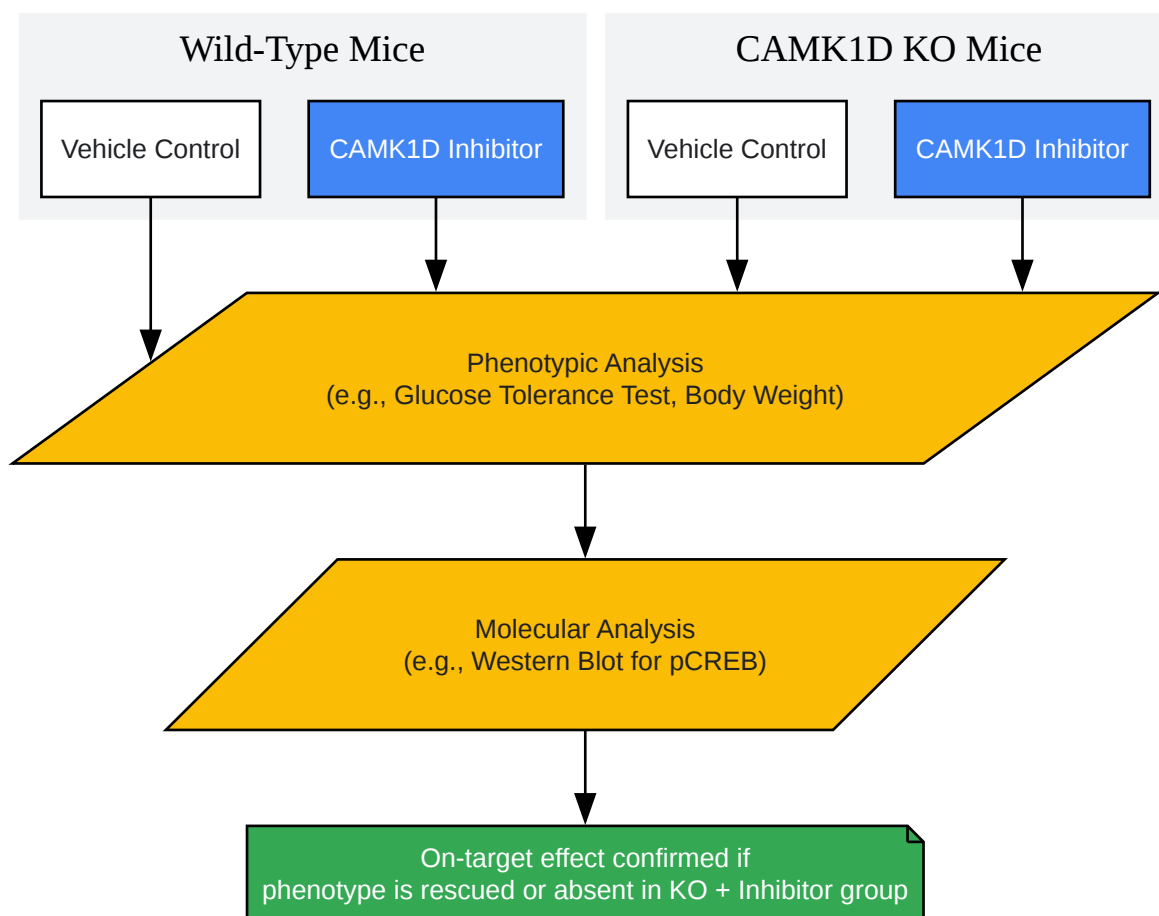 Wild-Type Mice
CAMK1D KO Mice
Vehicle Control
CAMK1D Inhibitor
Vehicle Control
CAMK1D Inhibitor
Phenotypic Analysis
(e.g., Glucose Tolerance Test, Body Weight)
Molecular Analysis
(e.g., Western Blot for pCREB)
On-target effect confirmed if
phenotype is rescued or absent in KO + Inhibitor group